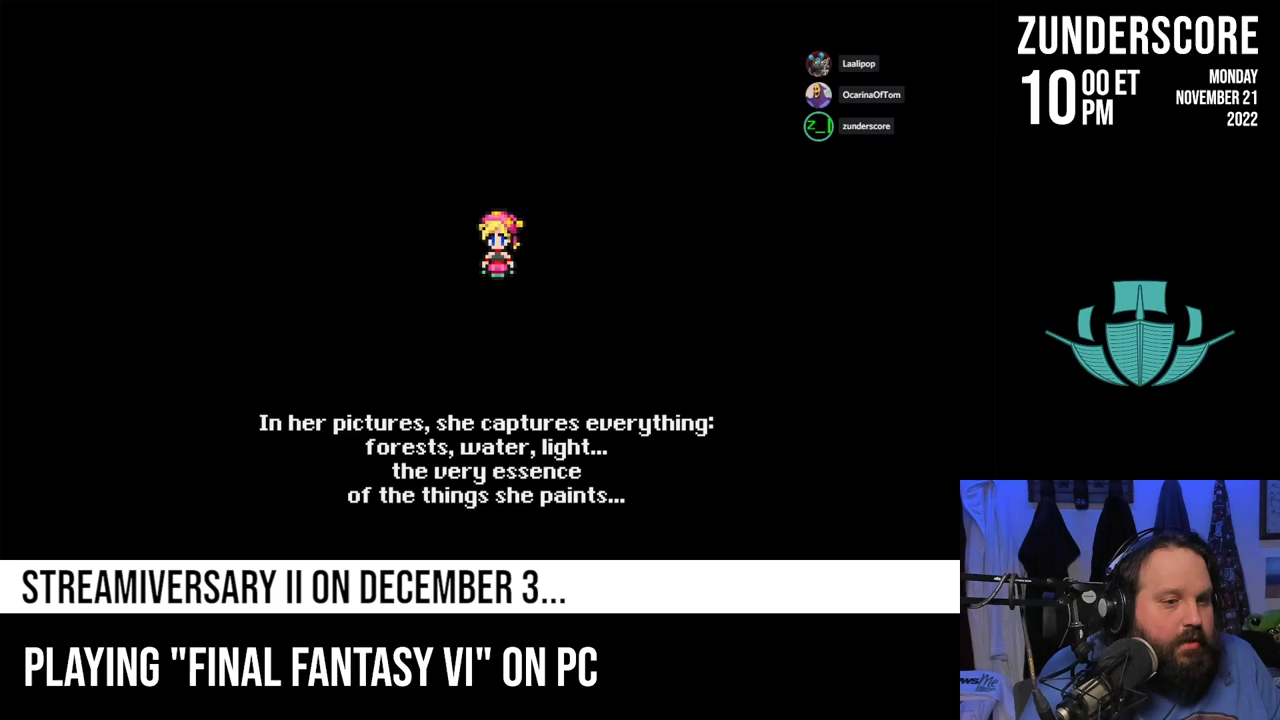 Laalipop
OcarinaOfTom
z_
zunderscore
ZUNDERSCORE
10 00 ET
PM
MONDAY
NOVEMBER 21
2022
In her pictures, she captures everything:
forests, water, light...
the very essence
of the things she paints...
STREAMIVERSARY II ON DECEMBER 3...
PLAYING "FINAL FANTASY VI" ON PC